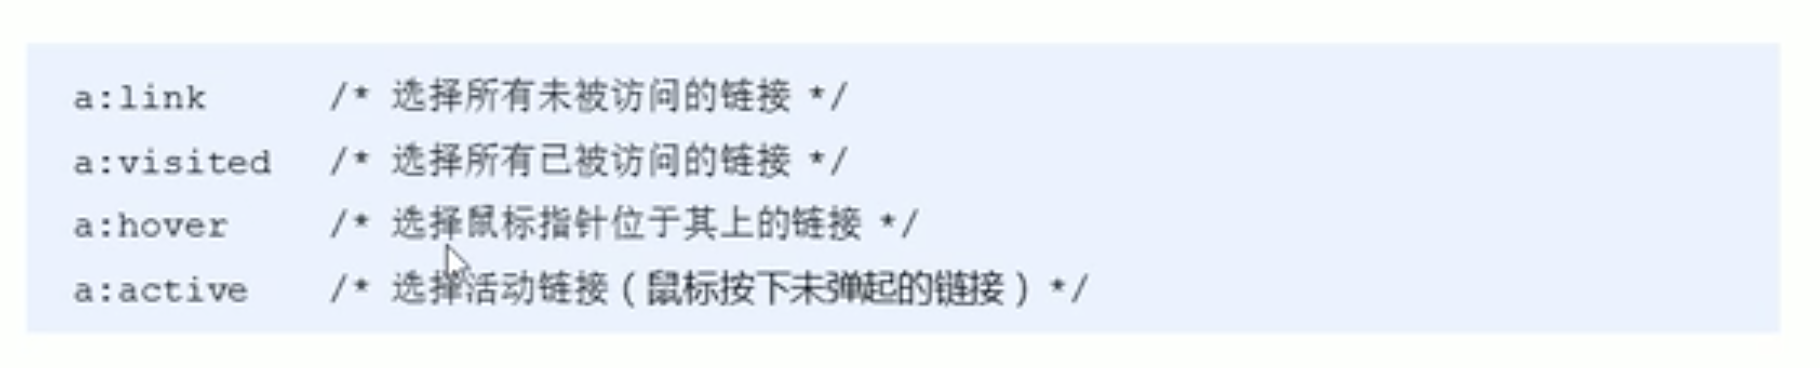 a:link /* 选择所有未被访问的链接 */
a:visited /* 选择所有已被访问的链接 */
a:hover /* 选择鼠标指针位于其上的链接 */
a:active /* 选择活动链接（鼠标按下未弹起的链接）*/